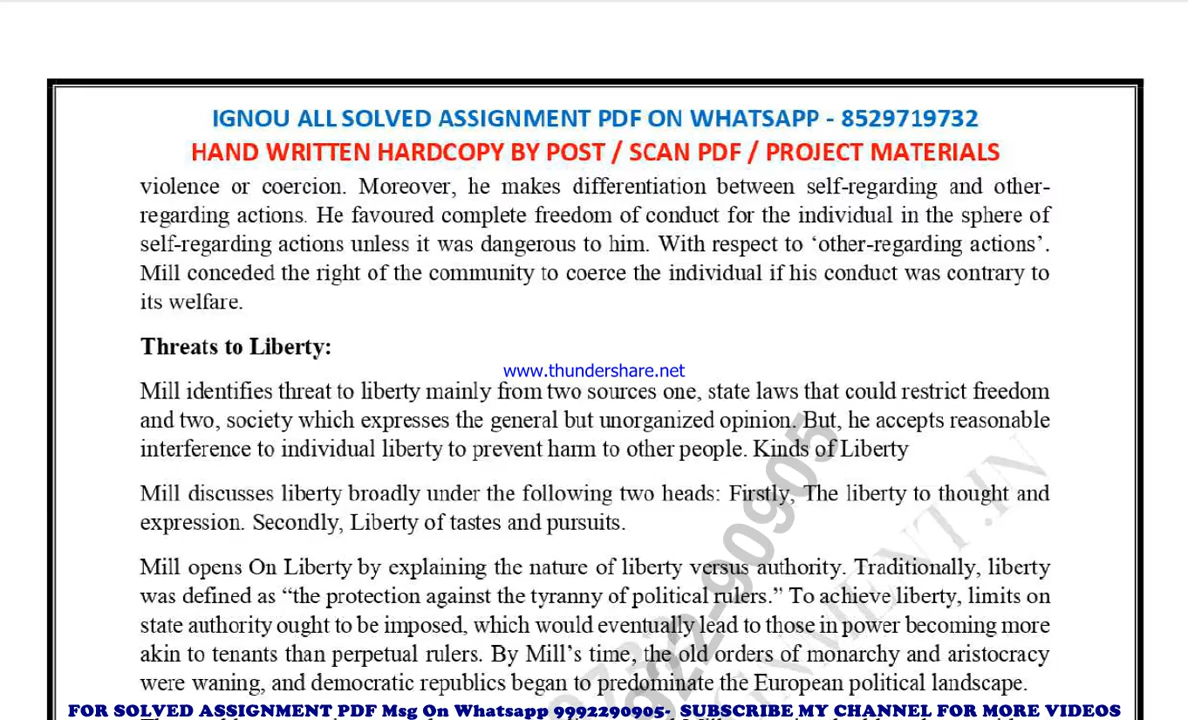 IGNOU ALL SOLVED ASSIGNMENT PDF ON WHATSAPP - 8529719732
HAND WRITTEN HARDCOPY BY POST / SCAN PDF / PROJECT MATERIALS
violence or coercion. Moreover, he makes differentiation between self-regarding and other-
regarding actions. He favoured complete freedom of conduct for the individual in the sphere of
self-regarding actions unless it was dangerous to him. With respect to ‘other-regarding actions’.
Mill conceded the right of the community to coerce the individual if his conduct was contrary to
its welfare.
Threats to Liberty:
www.thundershare.net
Mill identifies threat to liberty mainly from two sources one, state laws that could restrict freedom
and two, society which expresses the general but unorganized opinion. But, he accepts reasonable
interference to individual liberty to prevent harm to other people. Kinds of Liberty
Mill discusses liberty broadly under the following two heads: Firstly, The liberty to thought and
expression. Secondly, Liberty of tastes and pursuits.
Mill opens On Liberty by explaining the nature of liberty versus authority. Traditionally, liberty
was defined as “the protection against the tyranny of political rulers.” To achieve liberty, limits on
state authority ought to be imposed, which would eventually lead to those in power becoming more
akin to tenants than perpetual rulers. By Mill’s time, the old orders of monarchy and aristocracy
were waning, and democratic republics began to predominate the European political landscape.
FOR SOLVED ASSIGNMENT PDF Msg On Whatsapp 9992290905- SUBSCRIBE MY CHANNEL FOR MORE VIDEOS